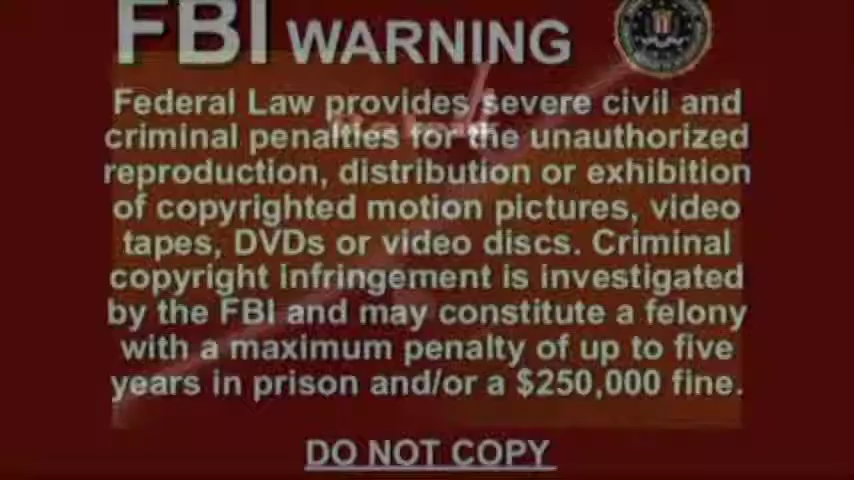 FBI WARNING
Federal Law provides severe civil and
criminal penalties for the unauthorized
reproduction, distribution or exhibition
of copyrighted motion pictures, video
tapes, DVDs or video discs. Criminal
copyright infringement is investigated
by the FBI and may constitute a felony
with a maximum penalty of up to five
years in prison and/or a $250,000 fine.
DO NOT COPY